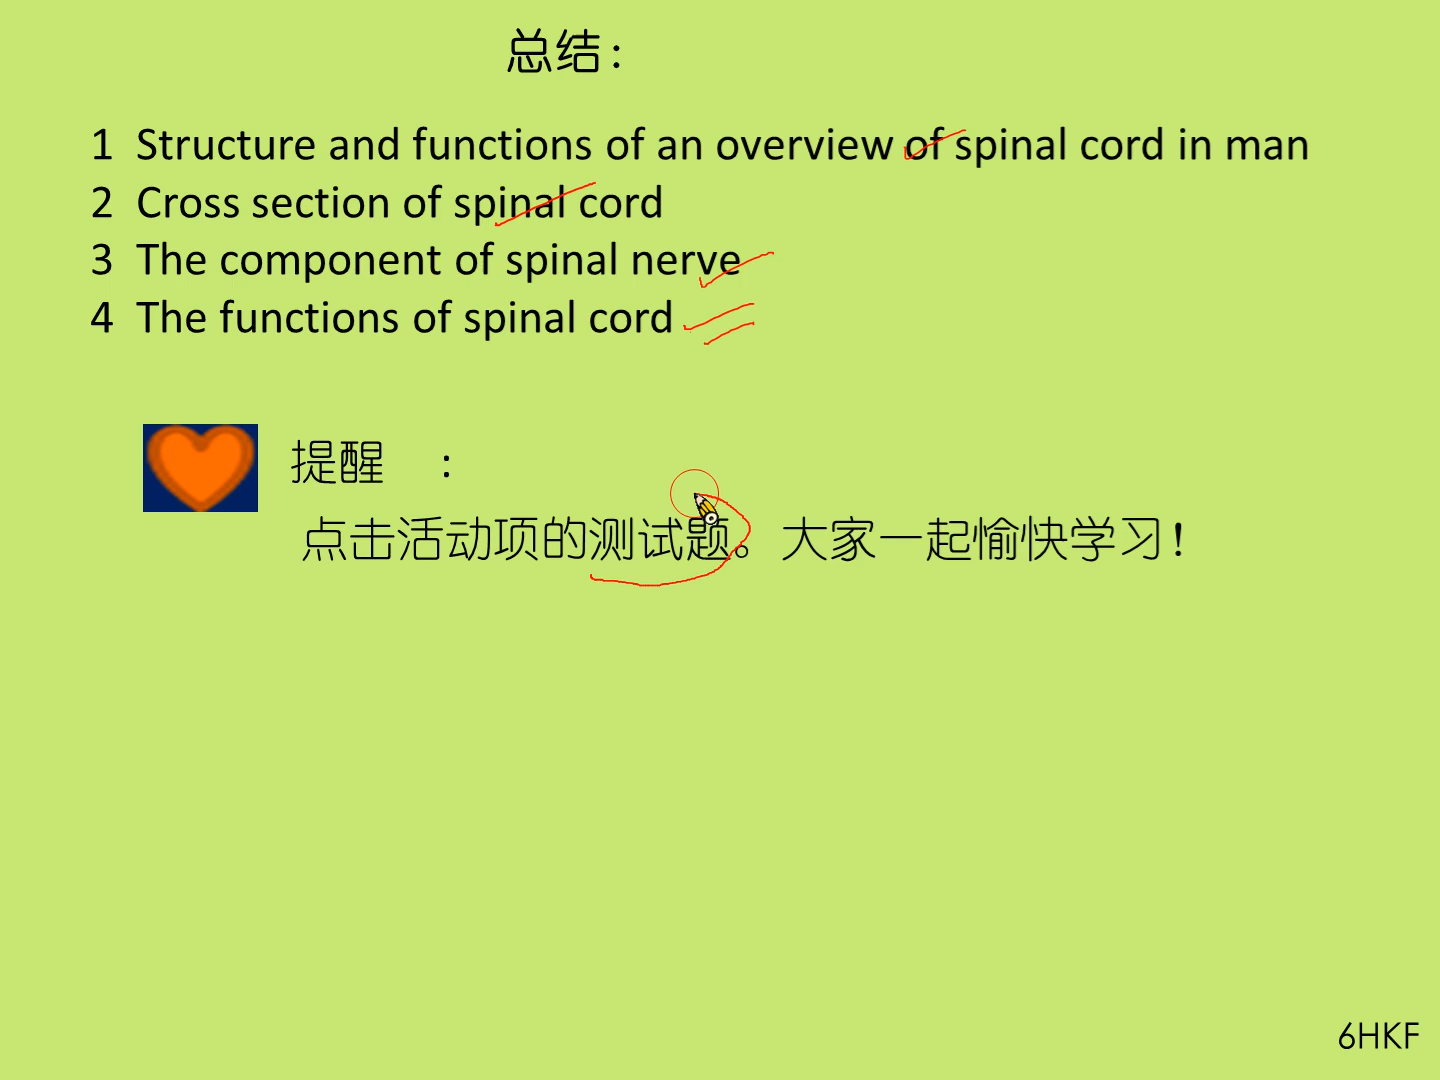 总结：
1 Structure and functions of an overview of spinal cord in man
2 Cross section of spinal cord
3 The component of spinal nerve
4 The functions of spinal cord
提醒 ：
点击活动项的测试题。大家一起愉快学习！
6HKF